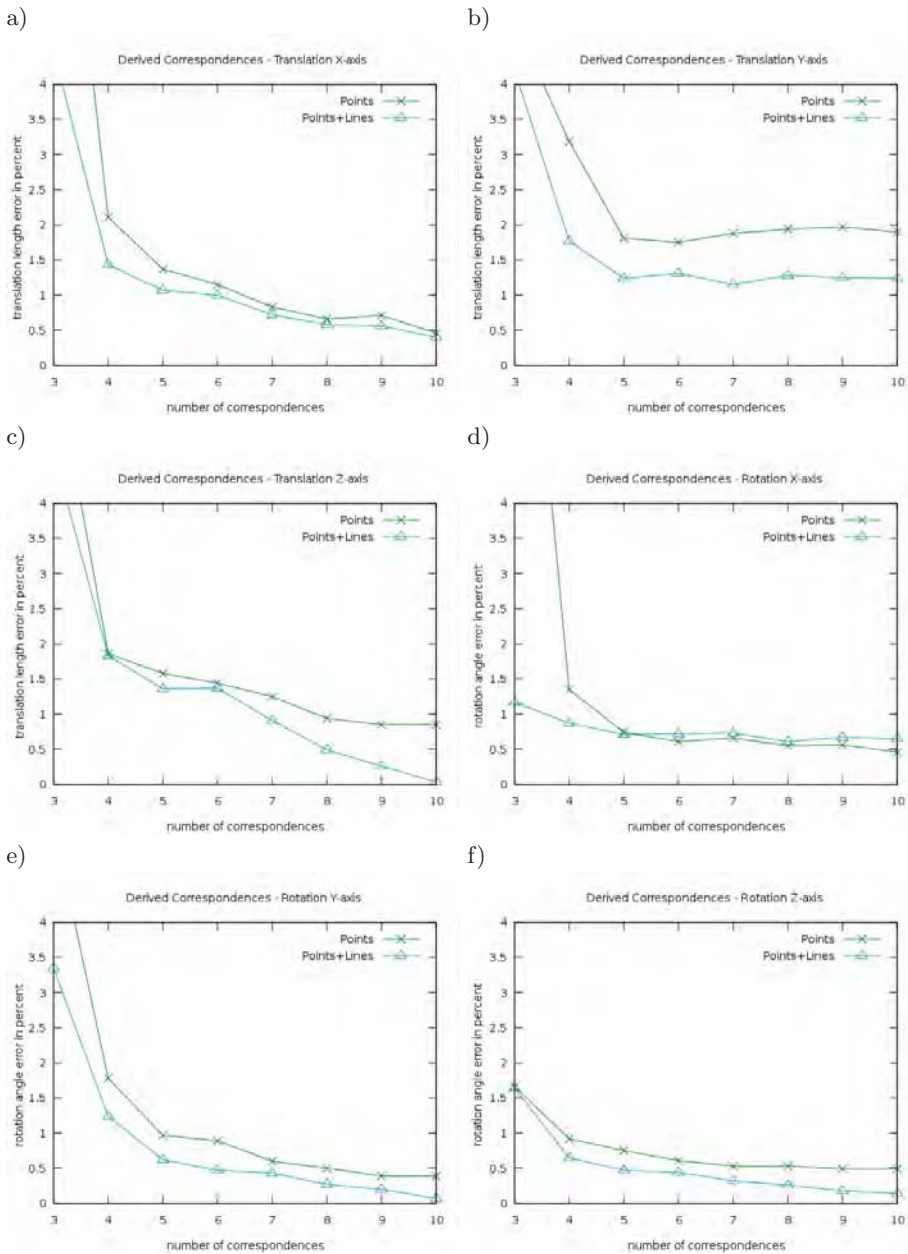 a)
Derived Correspondences - Translation X-axis
Points
Points+Lines
translation length error in percent
4
3.5
3
2.5
2
1.5
1
0.5
0
3 4 5 6 7 8 9 10
number of correspondences
b)
Derived Correspondences - Translation Y-axis
Points
Points+Lines
translation length error in percent
4
3.5
3
2.5
2
1.5
1
0.5
0
3 4 5 6 7 8 9 10
number of correspondences
c)
Derived Correspondences - Translation Z-axis
Points
Points+Lines
translation length error in percent
4
3.5
3
2.5
2
1.5
1
0.5
0
3 4 5 6 7 8 9 10
number of correspondences
d)
Derived Correspondences - Rotation X-axis
Points
Points+Lines
rotation angle error in percent
4
3.5
3
2.5
2
1.5
1
0.5
0
3 4 5 6 7 8 9 10
number of correspondences
e)
Derived Correspondences - Rotation Y-axis
Points
Points+Lines
rotation angle error in percent
4
3.5
3
2.5
2
1.5
1
0.5
0
3 4 5 6 7 8 9 10
number of correspondences
f)
Derived Correspondences - Rotation Z-axis
Points
Points+Lines
rotation angle error in percent
4
3.5
3
2.5
2
1.5
1
0.5
0
3 4 5 6 7 8 9 10
number of correspondences